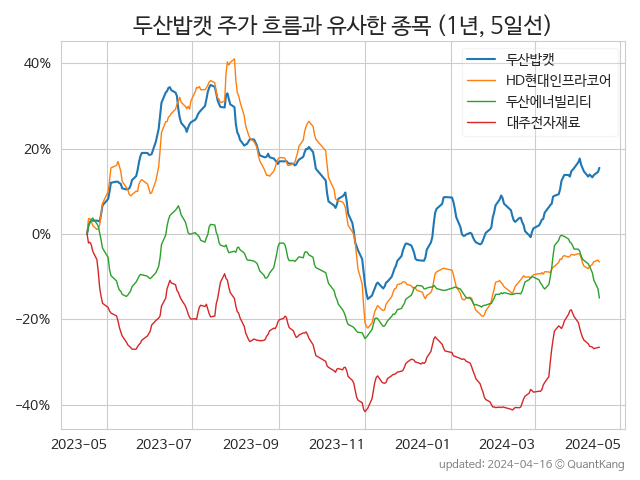 두산밥캣 주가 흐름과 유사한 종목 (1년, 5일선)
두산밥캣
HD현대인프라코어
두산에너빌리티
대주전자재료
40%
20%
0%
−20%
−40%
2023-05 2023-07 2023-09 2023-11 2024-01 2024-03 2024-05
updated: 2024-04-16 © QuantKang